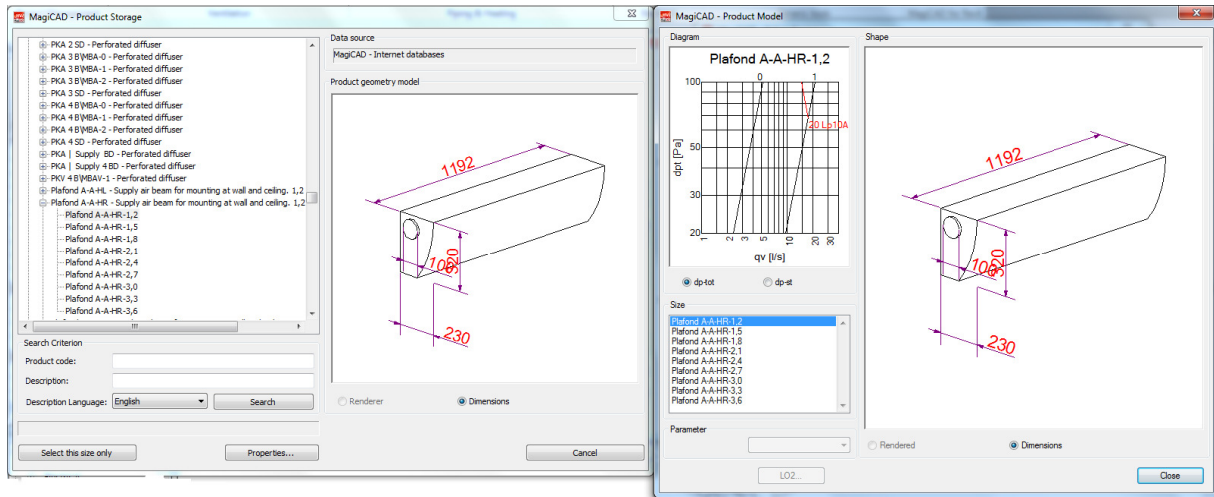 MagiCAD - Product Storage
PKA 2 SD - Perforated diffuser
PKA 3 B\MBA-0 - Perforated diffuser
PKA 3 B\MBA-1 - Perforated diffuser
PKA 3 B\MBA-2 - Perforated diffuser
PKA 3 SD - Perforated diffuser
PKA 4 B\MBA-0 - Perforated diffuser
PKA 4 B\MBA-1 - Perforated diffuser
PKA 4 B\MBA-2 - Perforated diffuser
PKA 4 SD - Perforated diffuser
PKA | Supply BD - Perforated diffuser
PKA | Supply 4 BD - Perforated diffuser
PKV 4 B\MBAV-1 - Perforated diffuser
Plafond A-A-HL - Supply air beam for mounting at wall and ceiling. 1,2
Plafond A-A-HR - Supply air beam for mounting at wall and ceiling. 1,2
Plafond A-A-HR-1,2
Plafond A-A-HR-1,5
Plafond A-A-HR-1,8
Plafond A-A-HR-2,1
Plafond A-A-HR-2,4
Plafond A-A-HR-2,7
Plafond A-A-HR-3,0
Plafond A-A-HR-3,3
Plafond A-A-HR-3,6
Search Criterion
Product code:
Description:
Description Language: English
Search
Select this size only
Properties...
Data source
MagiCAD - Internet databases
Product geometry model
1192
320
230
Renderer
Dimensions
Cancel
MagiCAD - Product Model
Diagram
Plafond A-A-HR-1,2
0 1
100
50
30
20
dpt [Pa]
20 Lp10A
1 2 3 5 10 20 30
qv [l/s]
dp-tot
dp-st
Size
Plafond A-A-HR-1,2
Plafond A-A-HR-1,5
Plafond A-A-HR-1,8
Plafond A-A-HR-2,1
Plafond A-A-HR-2,4
Plafond A-A-HR-2,7
Plafond A-A-HR-3,0
Plafond A-A-HR-3,3
Plafond A-A-HR-3,6
Parameter
LO2...
Shape
1192
320
230
Rendered
Dimensions
Close